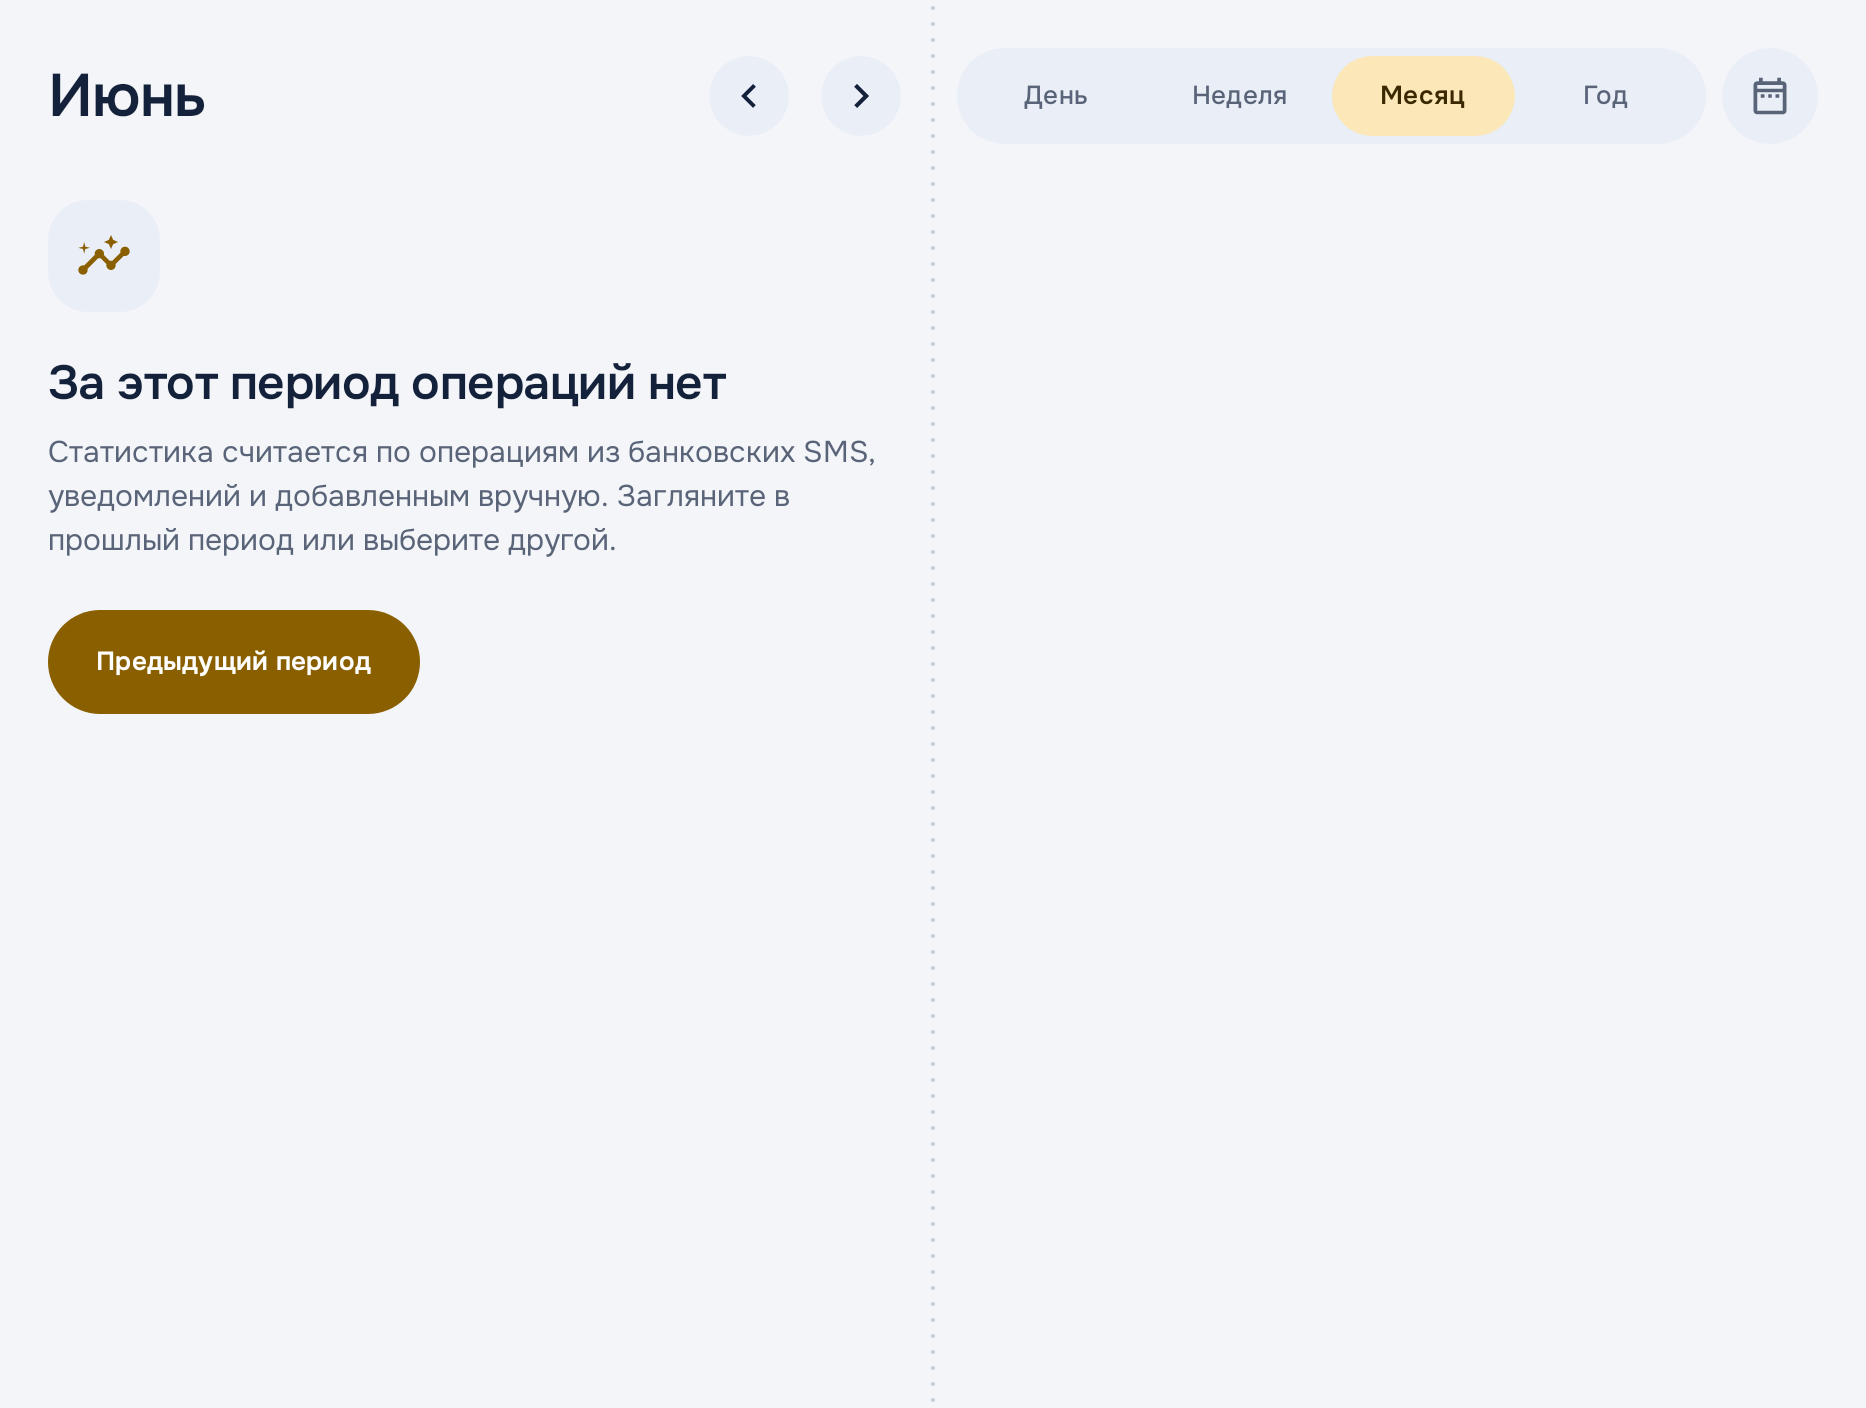 Июнь
День Неделя Месяц Год
За этот период операций нет
Статистика считается по операциям из банковских SMS,
уведомлений и добавленным вручную. Загляните в
прошлый период или выберите другой.
Предыдущий период